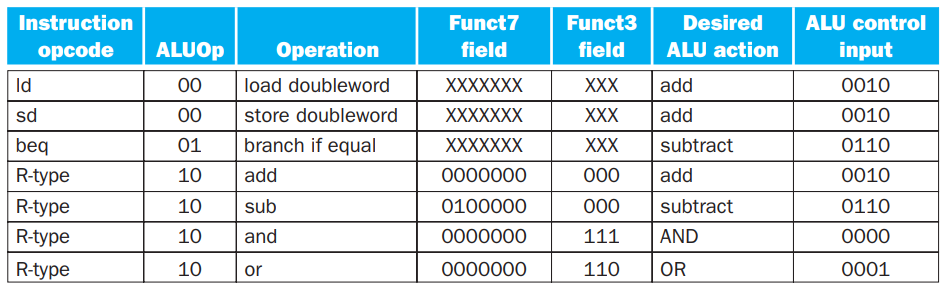 Instruction opcode ALUOp Operation Funct7 field Funct3 field Desired ALU action ALU control input
ld 00 load doubleword XXXXXXX XXX add 0010
sd 00 store doubleword XXXXXXX XXX add 0010
beq 01 branch if equal XXXXXXX XXX subtract 0110
R-type 10 add 0000000 000 add 0010
R-type 10 sub 0100000 000 subtract 0110
R-type 10 and 0000000 111 AND 0000
R-type 10 or 0000000 110 OR 0001